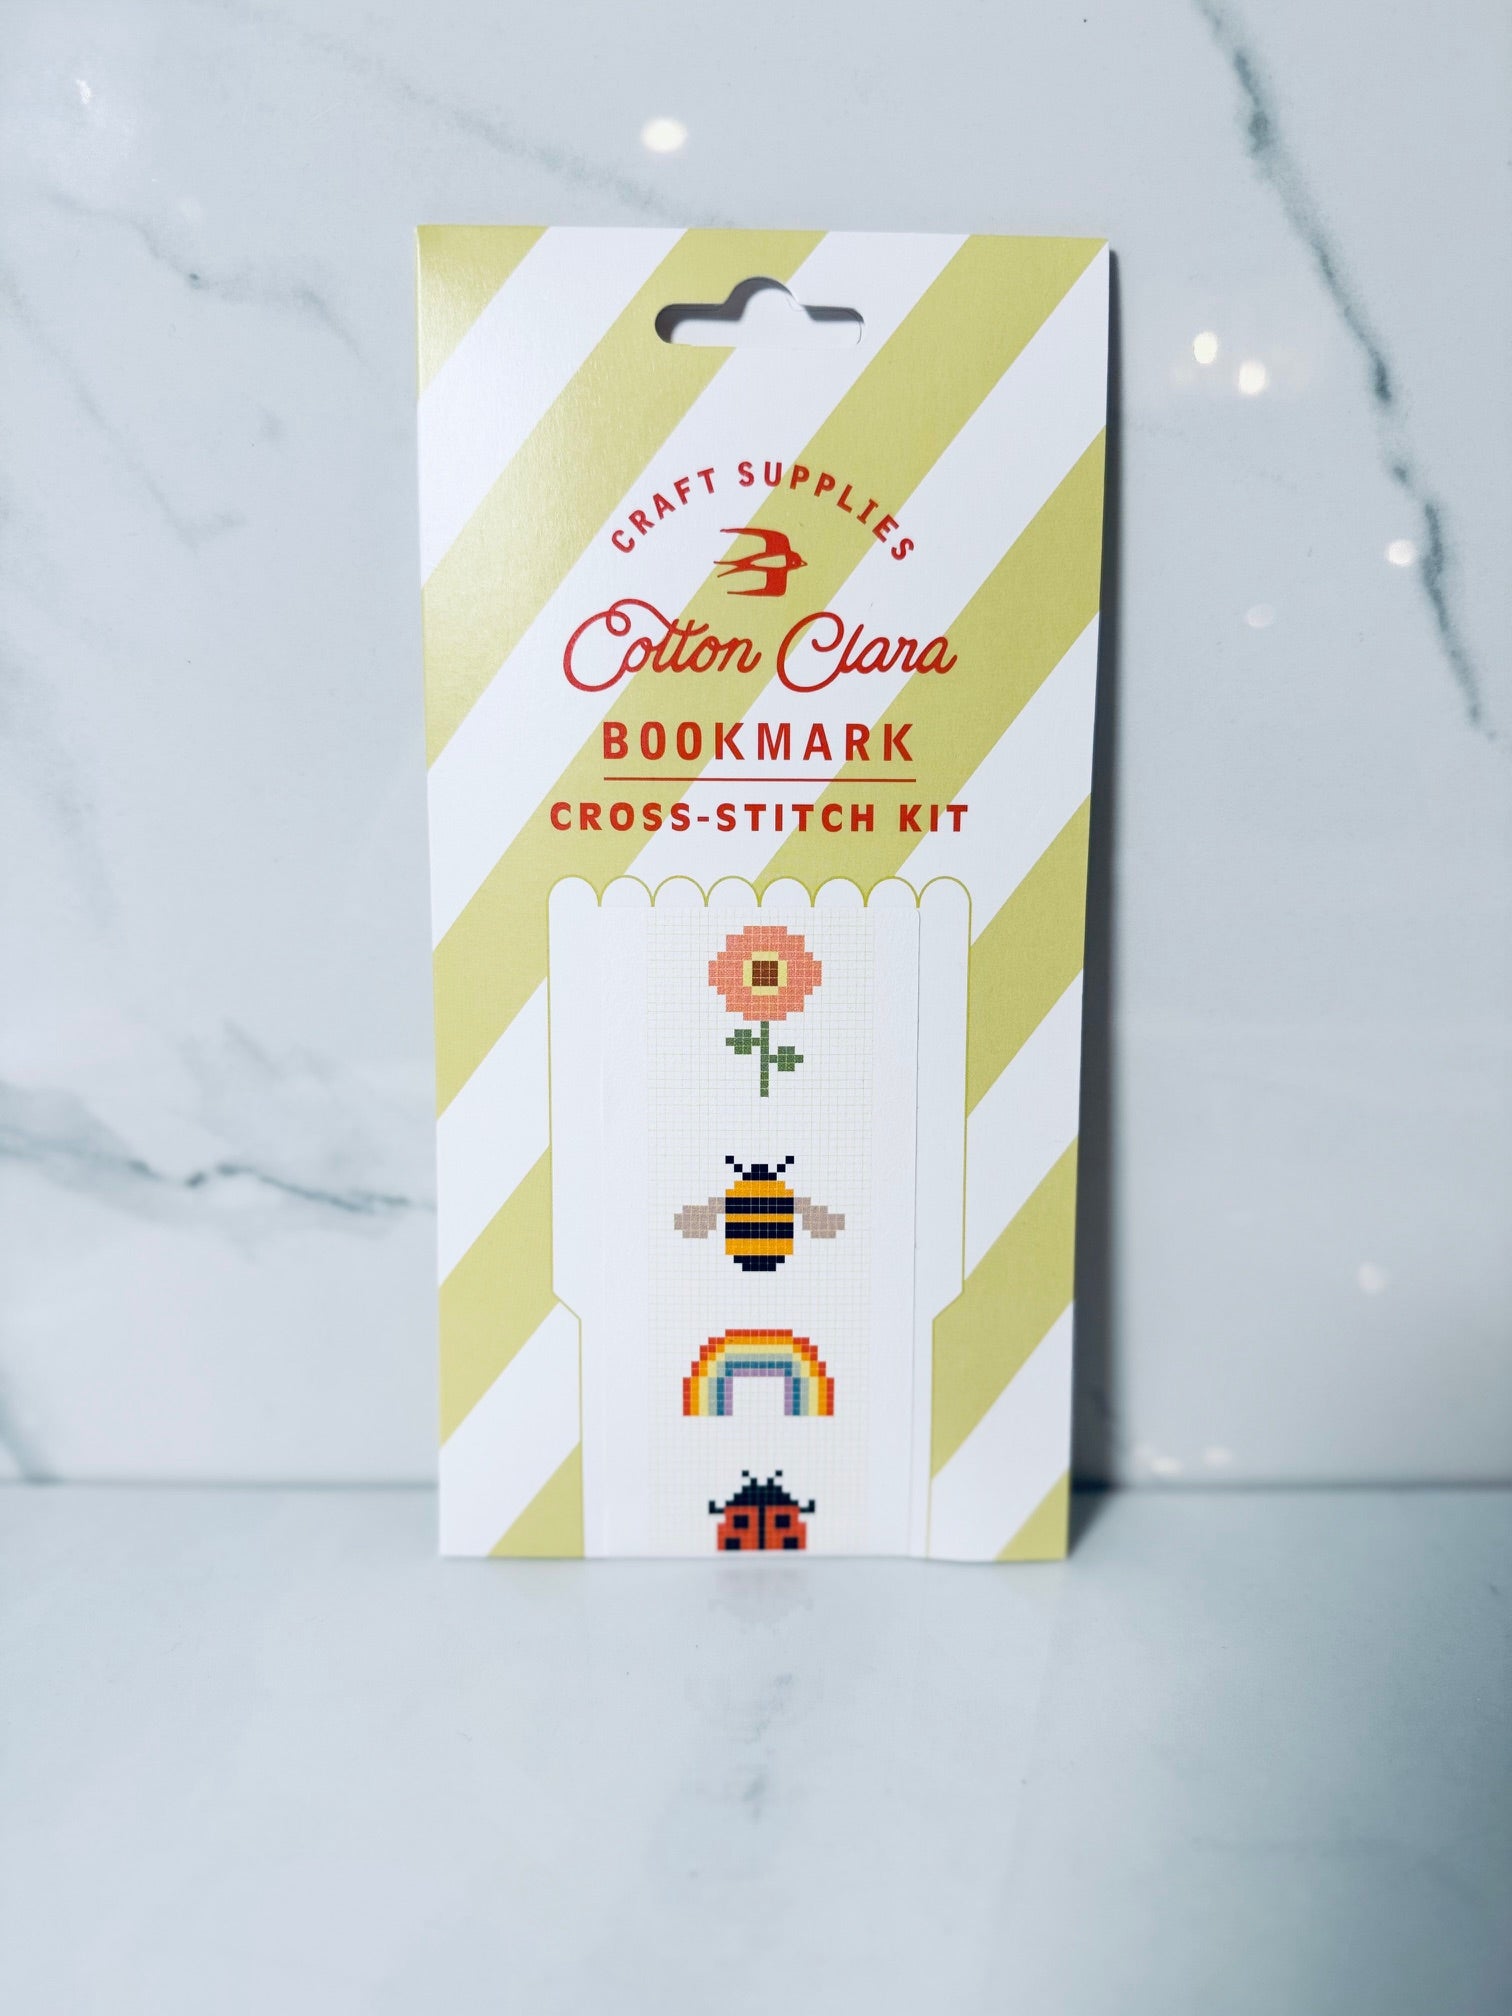 CRAFT SUPPLIES
Cotton Clara
BOOKMARK
CROSS-STITCH KIT